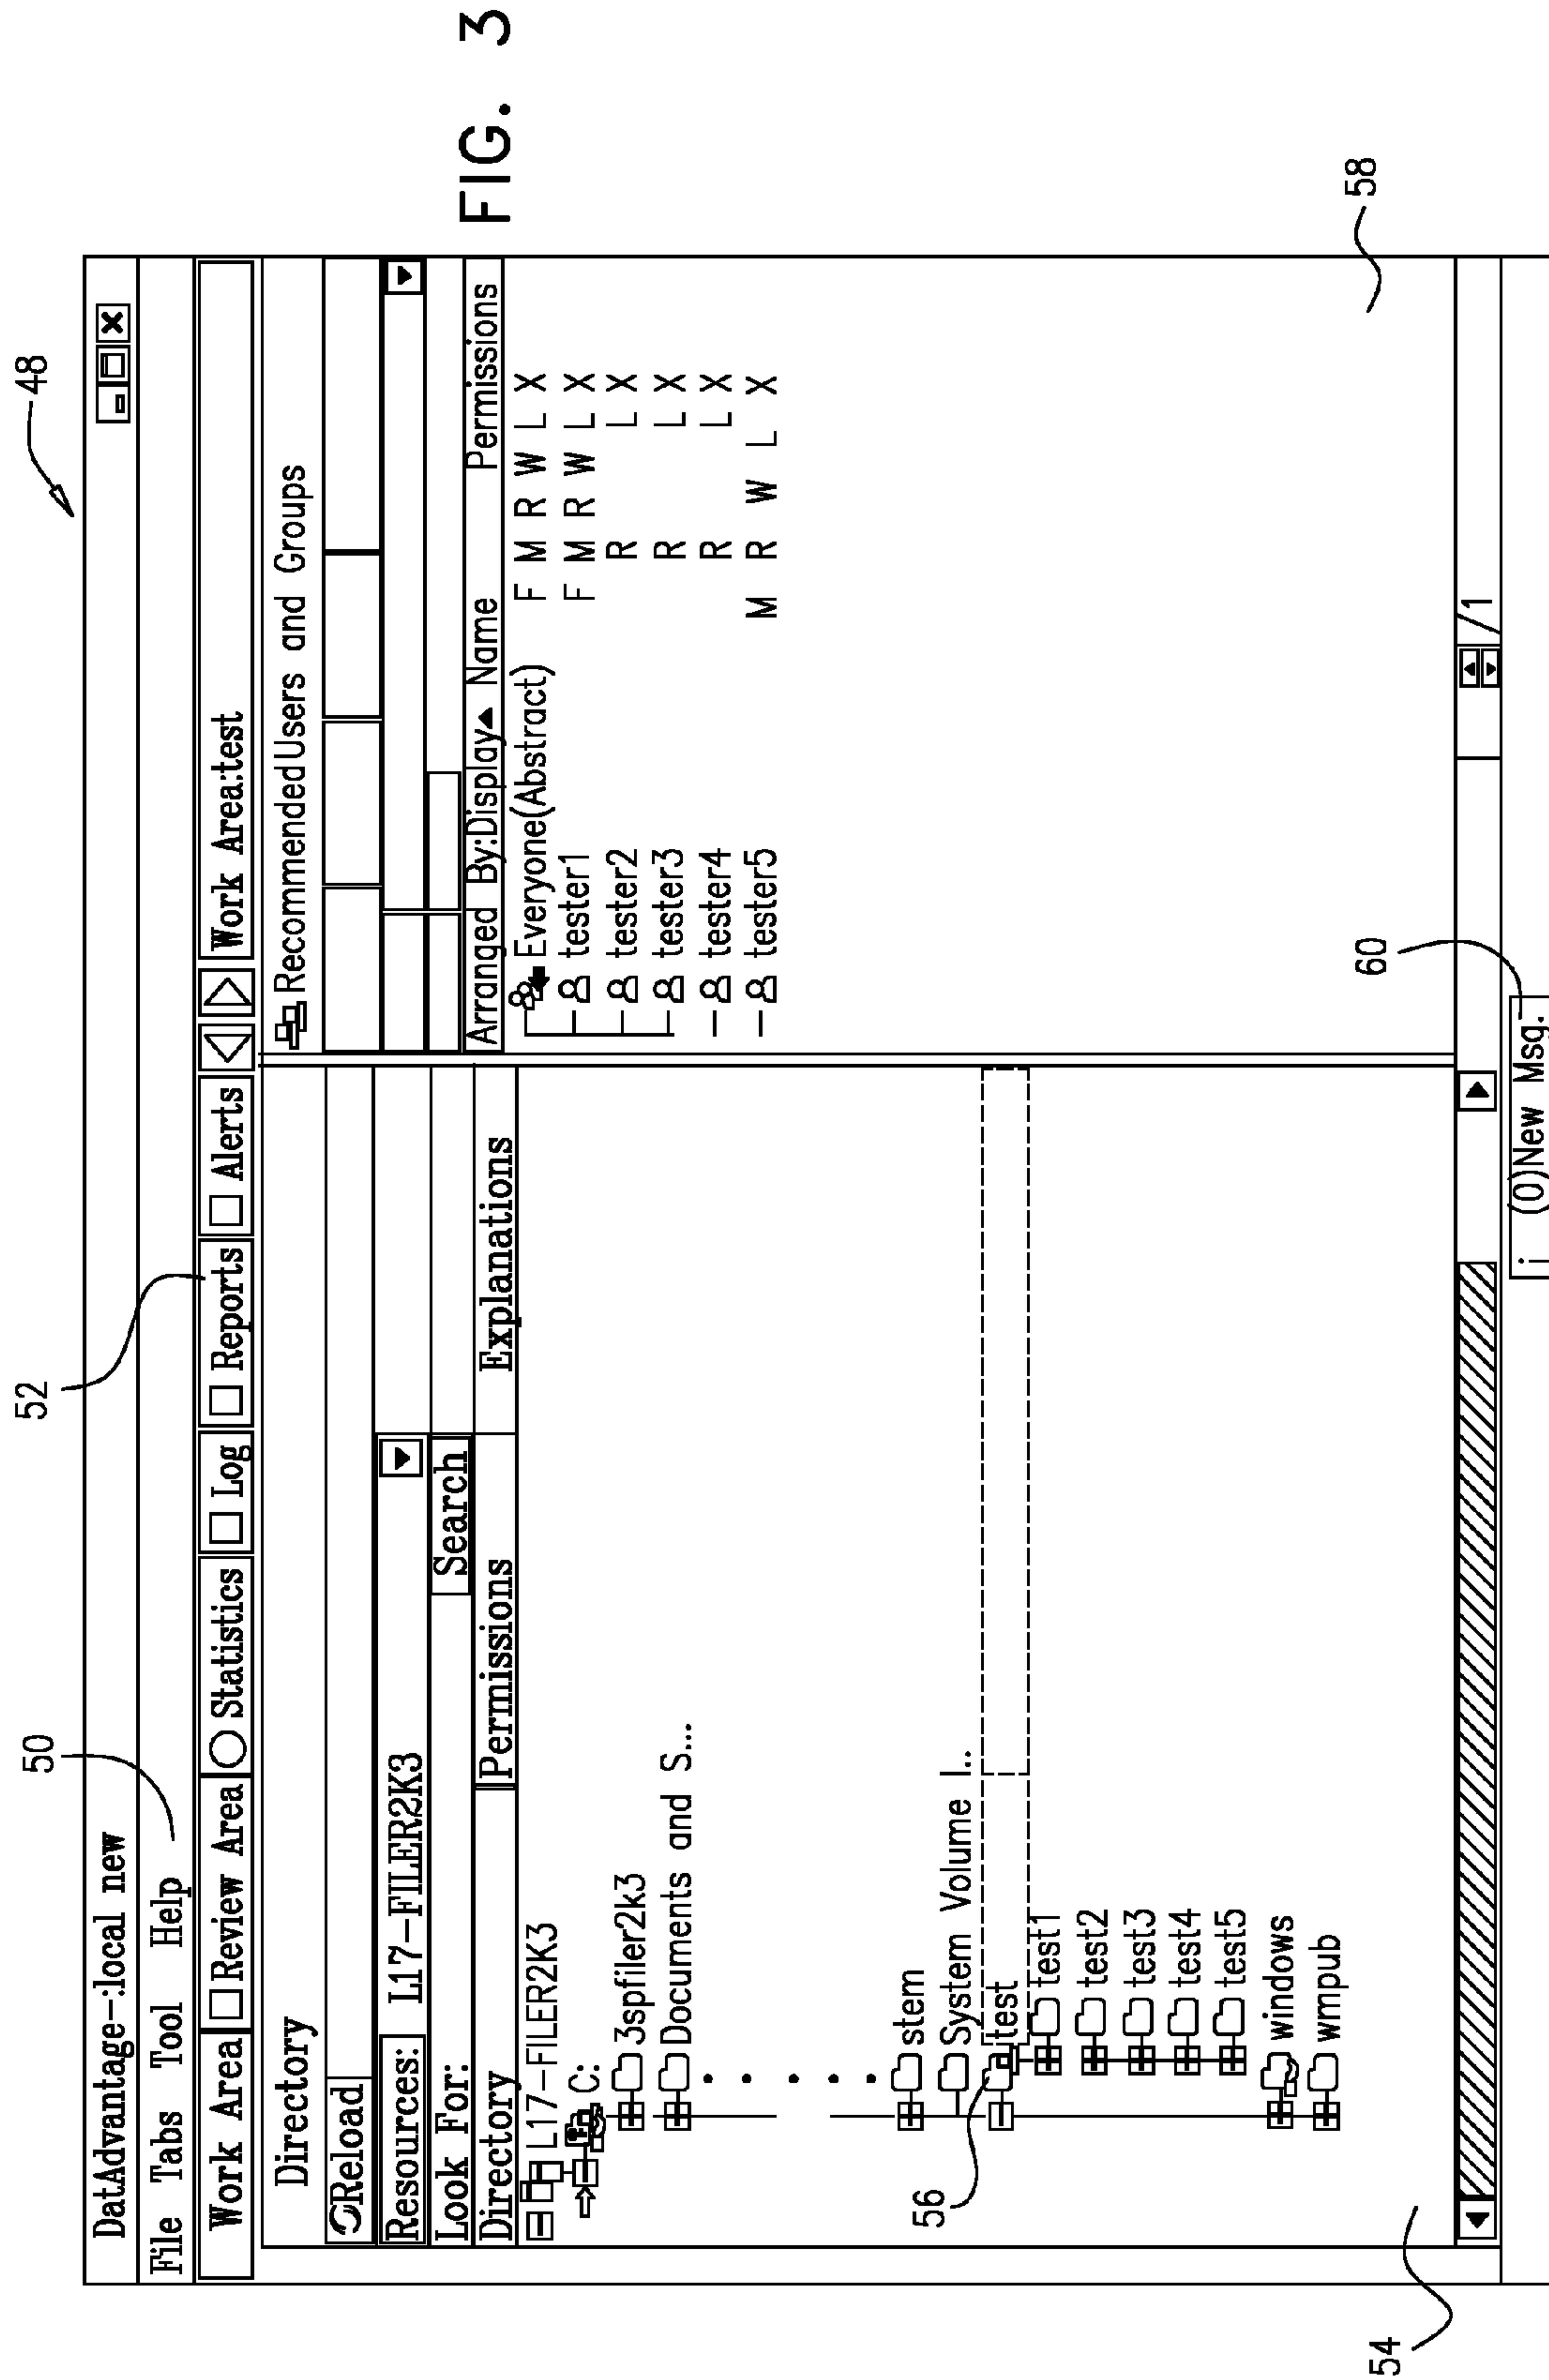 FIG. 3
48
50
52
DatAdvantage-:local new
File Tabs Tool Help
Work Area Review Area Statistics Log Reports Alerts Work Area:test
Directory
Reload
Resources: L17-FILER2K3
Look For: Search
Directory Permissions Explanations
L17-FILER2K3
C:
3spfiler2k3
Documents and S...
stem
System Volume I..
test
test1
test2
test3
test4
test5
windows
wmpub
56
54
RecommendedUsers and Groups
Arranged By:Display Name Permissions
Everyone(Abstract) F M R W L X
tester1 F M R W L X
tester2 R L X
tester3 R L X
tester4 R L X
tester5 M R W L X
58
/1
60
i (0)New Msg.